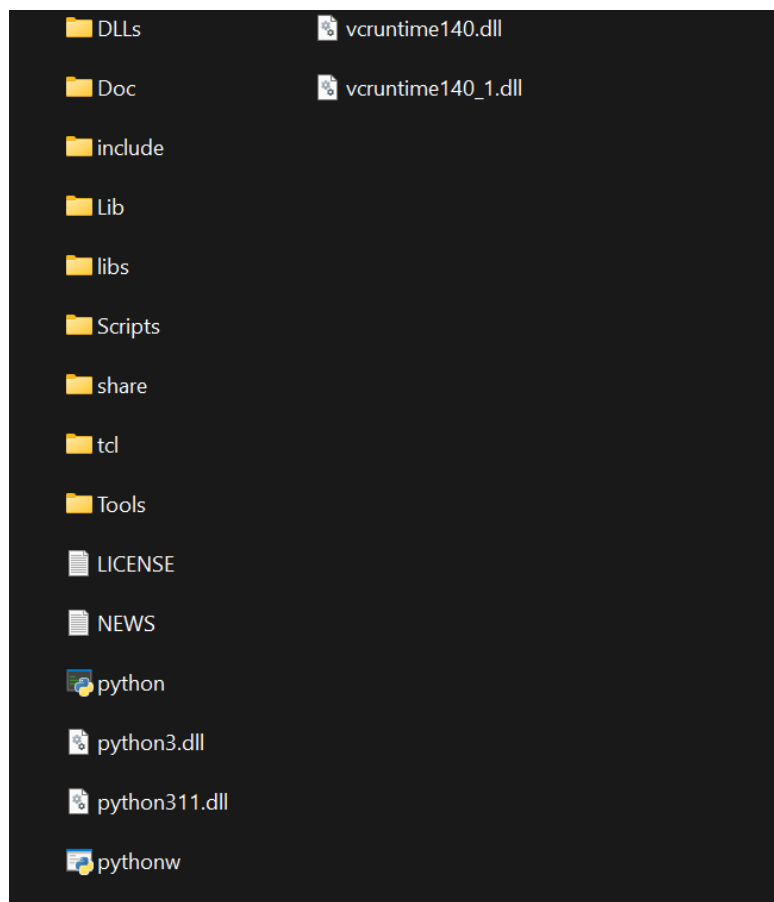 DLLs
Doc
include
Lib
libs
Scripts
share
tcl
Tools
LICENSE
NEWS
python
python3.dll
python311.dll
pythonw
vcruntime140.dll
vcruntime140_1.dll